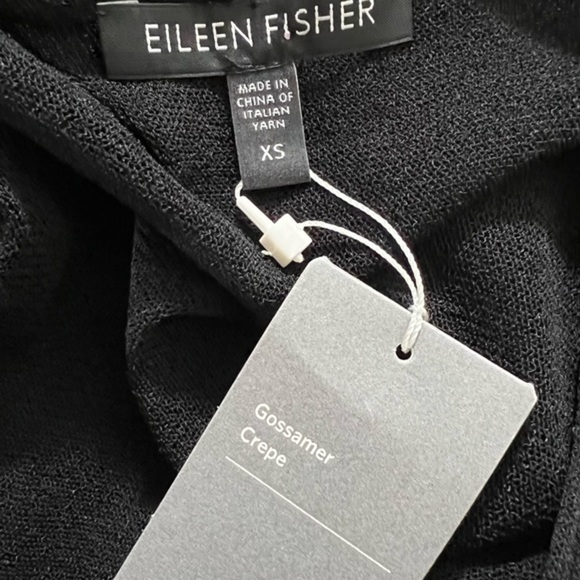 EILEEN FISHER
MADE IN
CHINA OF
ITALIAN
YARN
XS
Gossamer
Crepe